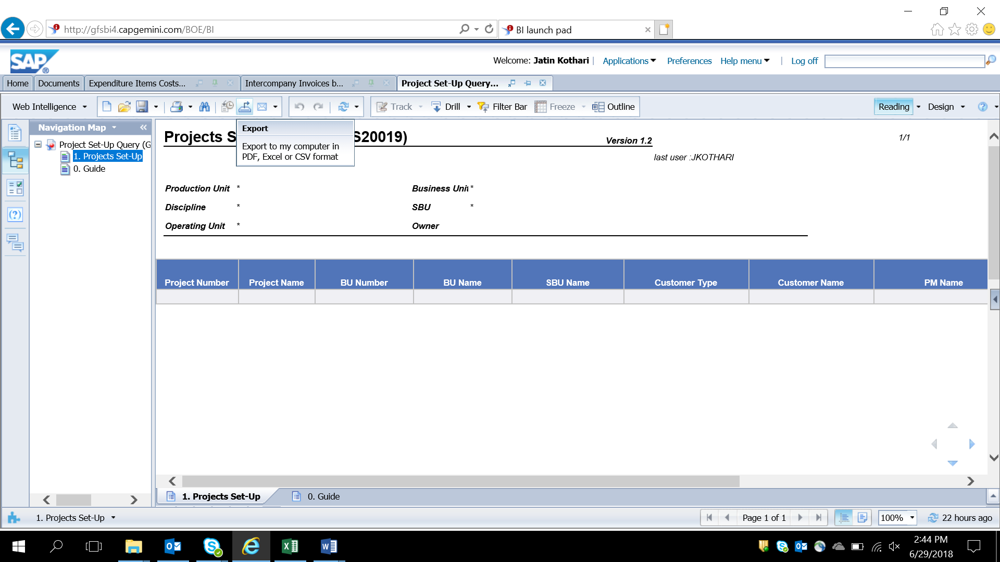 http://gfsbi4.capgemini.com/BOE/BI
BI launch pad
SAP
Welcome: Jatin Kothari | Applications Preferences Help menu | Log off
Home Documents Expenditure Items Costs... Intercompany Invoices b... Project Set-Up Query...
Web Intelligence Track Drill Filter Bar Freeze Outline Reading Design
Navigation Map
Project Set-Up Query (G
1. Projects Set-Up
0. Guide
Export
Export to my computer in
PDF, Excel or CSV format
Projects S S20019)
Version 1.2
1/1
last user :JKOTHARI
Production Unit * Business Unit *
Discipline * SBU *
Operating Unit * Owner
Project Number Project Name BU Number BU Name SBU Name Customer Type Customer Name PM Name
1. Projects Set-Up 0. Guide
1. Projects Set-Up Page 1 of 1 100% 22 hours ago
2:44 PM
6/29/2018